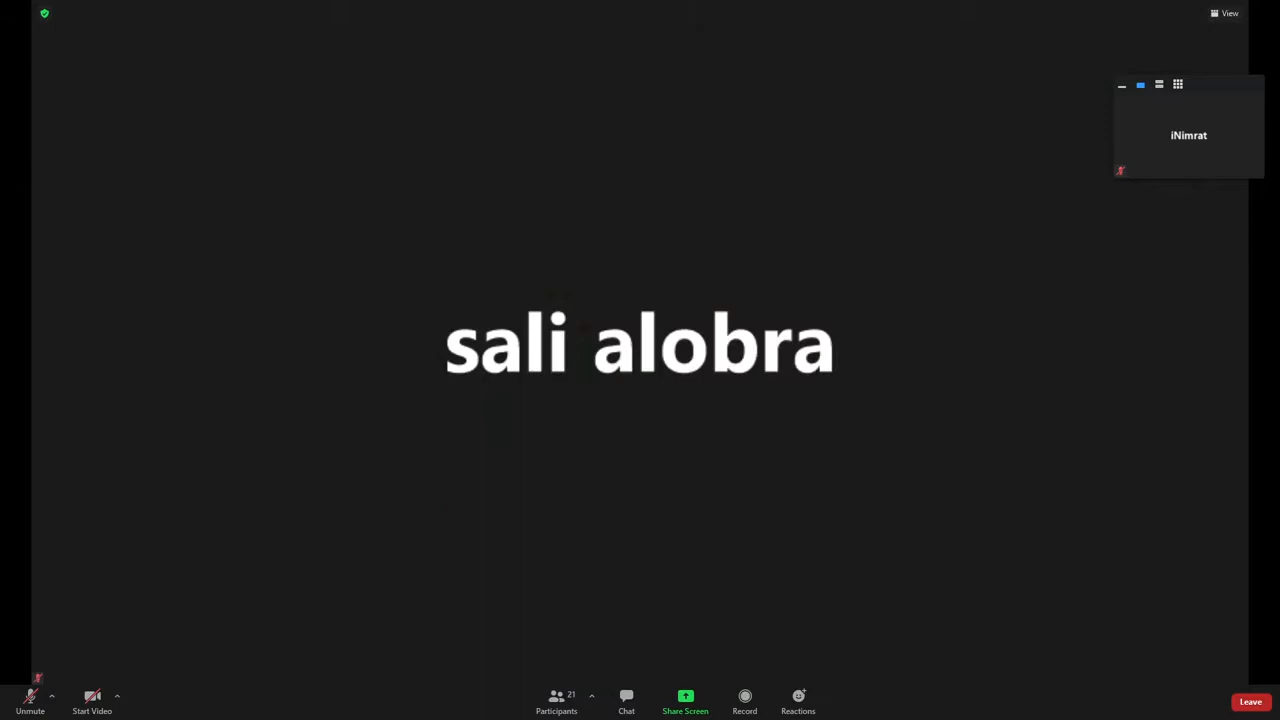 View
iNimrat
sali alobra
Unmute
Start Video
21
Participants
Chat
Share Screen
Record
Reactions
Leave